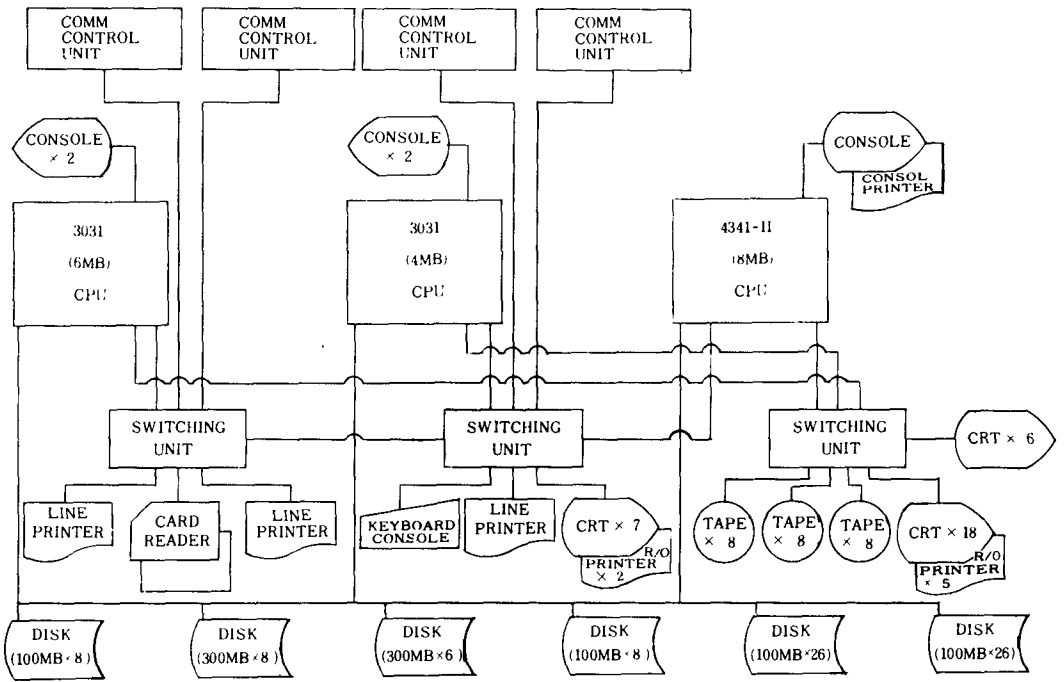 COMM
CONTROL
UNIT
COMM
CONTROL
UNIT
COMM
CONTROL
UNIT
COMM
CONTROL
UNIT
CONSOLE
× 2
CONSOLE
× 2
CONSOLE
CONSOL
PRINTER
3031
(6MB)
CPU
3031
(4MB)
CPU
4341-II
(8MB)
CPU
SWITCHING
UNIT
SWITCHING
UNIT
SWITCHING
UNIT
CRT × 6
LINE
PRINTER
CARD
READER
LINE
PRINTER
KEYBOARD
CONSOLE
LINE
PRINTER
CRT × 7
R/O
PRINTER
× 2
TAPE
× 8
TAPE
× 8
TAPE
× 8
CRT × 18
R/O
PRINTER
× 5
DISK
(100MB×8)
DISK
(300MB×8)
DISK
(300MB×6)
DISK
(100MB×8)
DISK
(100MB×26)
DISK
(100MB×26)